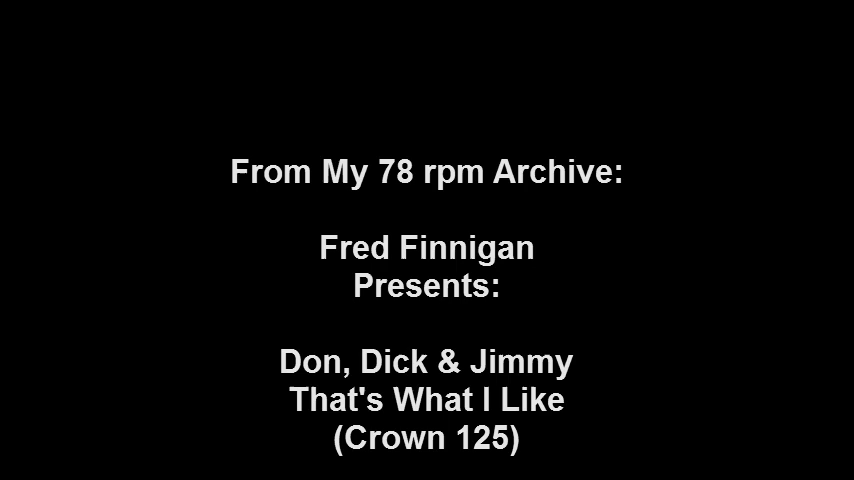 From My 78 rpm Archive:
Fred Finnigan
Presents:
Don, Dick & Jimmy
That's What I Like
(Crown 125)